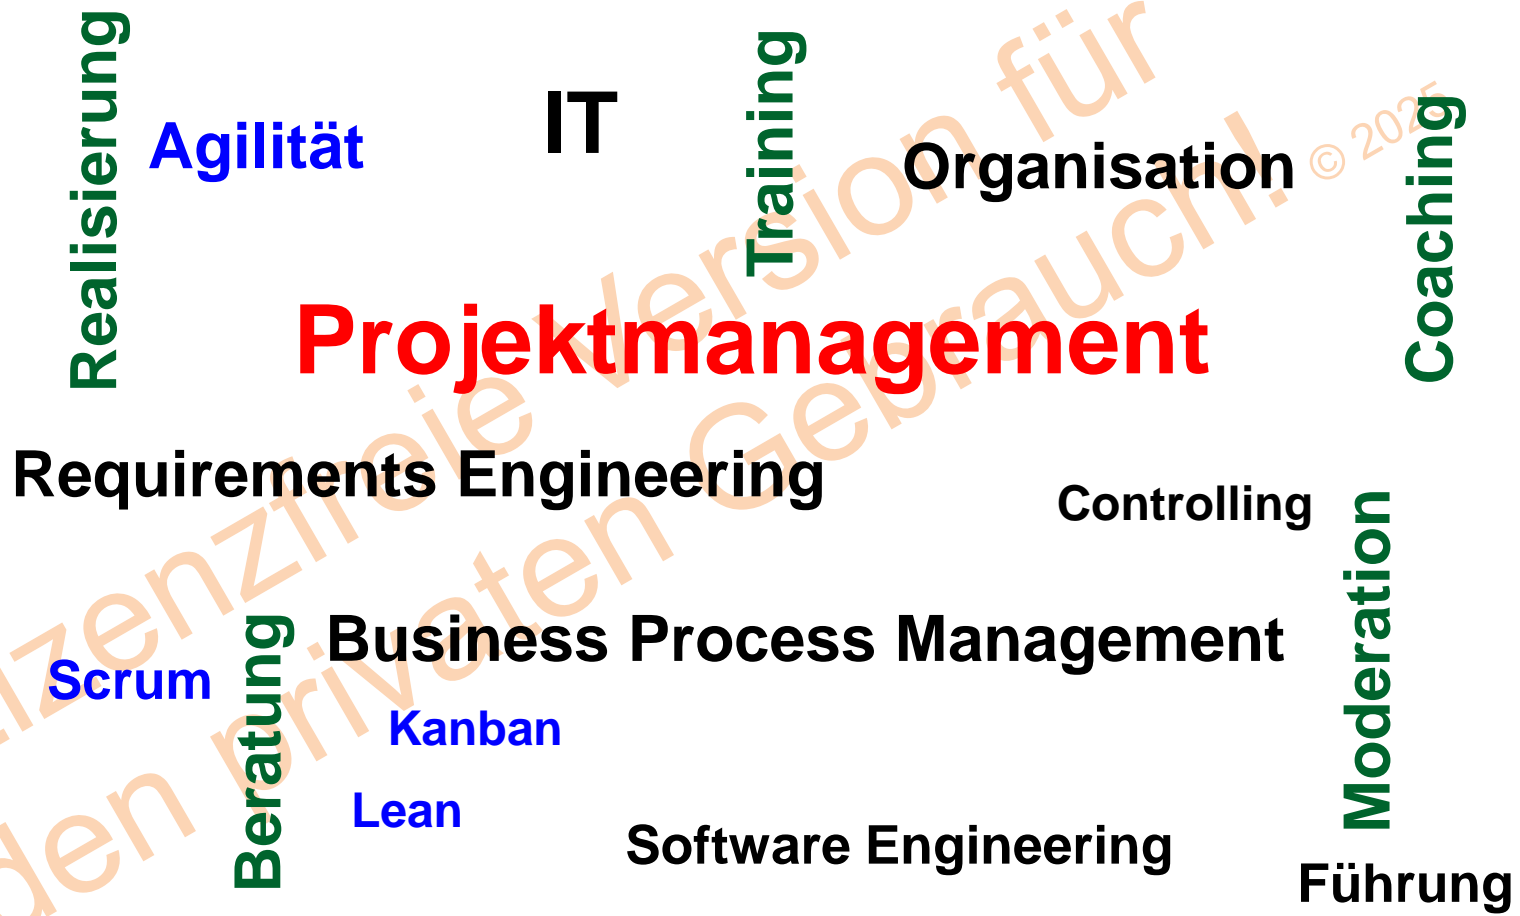 Realisierung
Agilität
IT
Training
Organisation
Coaching
© 2025
Projektmanagement
Requirements Engineering
Controlling
Moderation
Business Process Management
Scrum
Beratung
Kanban
Lean
Software Engineering
Führung
izenzfreie Version für
den privaten Gebrauch!